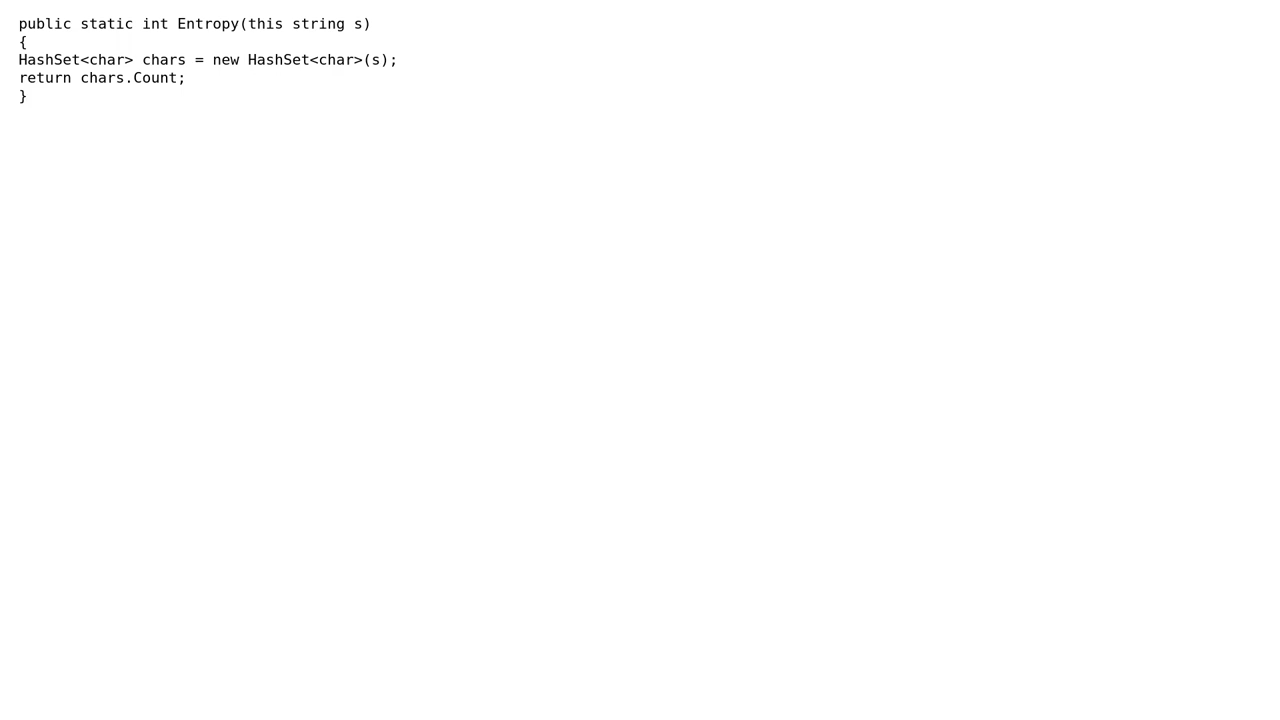 public static int Entropy(this string s)
{
HashSet<char> chars = new HashSet<char>(s);
return chars.Count;
}